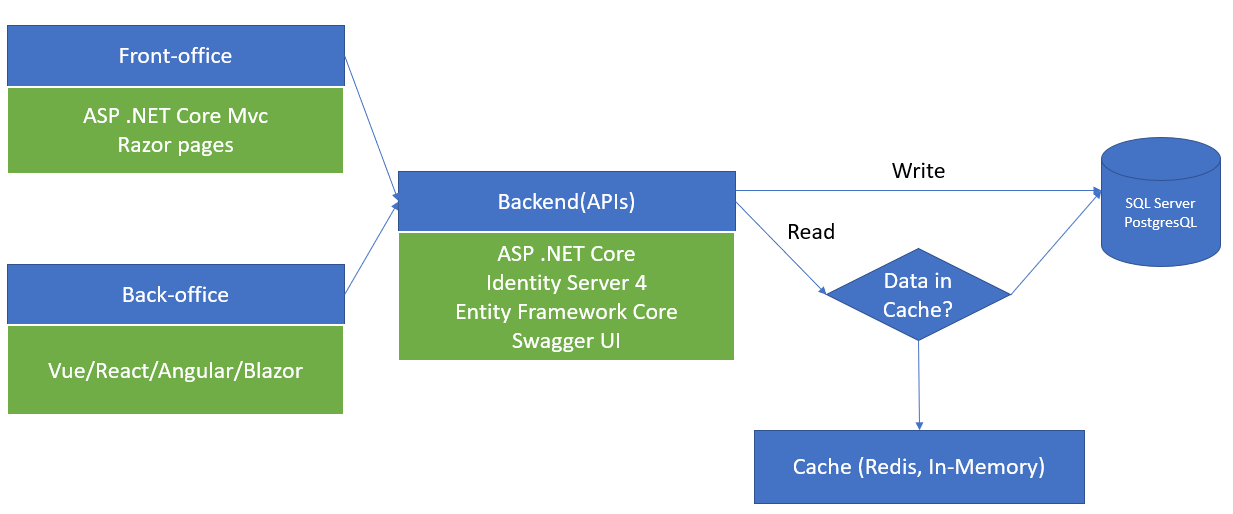 Front-office
ASP .NET Core Mvc
Razor pages
Back-office
Vue/React/Angular/Blazor
Backend(APIs)
ASP .NET Core
Identity Server 4
Entity Framework Core
Swagger UI
Write
Read
Data in
Cache?
SQL Server
PostgresQL
Cache (Redis, In-Memory)